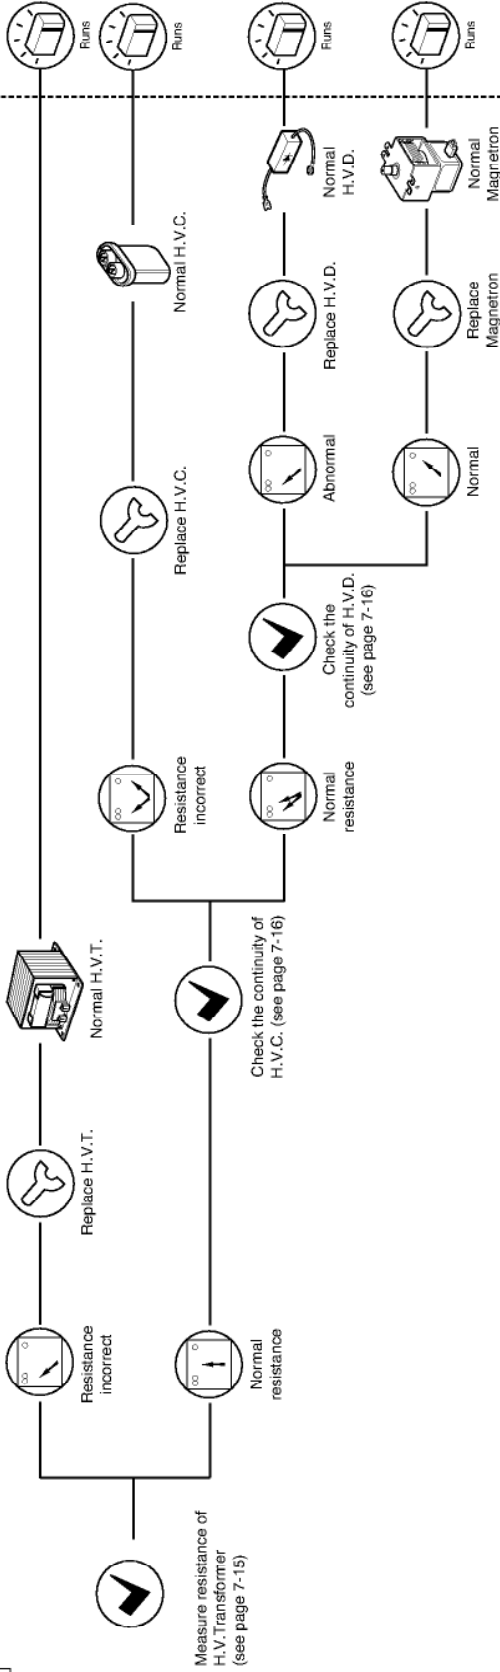 Measure resistance of
H.V.Transformer
(see page 7-15)
Resistance
incorrect
Replace H.V.T.
Normal H.V.T.
Runs
Normal
resistance
Check the continuity of
H.V.C. (see page 7-16)
Resistance
incorrect
Replace H.V.C.
Normal H.V.C.
Runs
Normal
resistance
Check the
continuity of H.V.D.
(see page 7-16)
Abnormal
Replace H.V.D.
Normal
H.V.D.
Runs
Normal
Replace
Magnetron
Normal
Magnetron
Runs